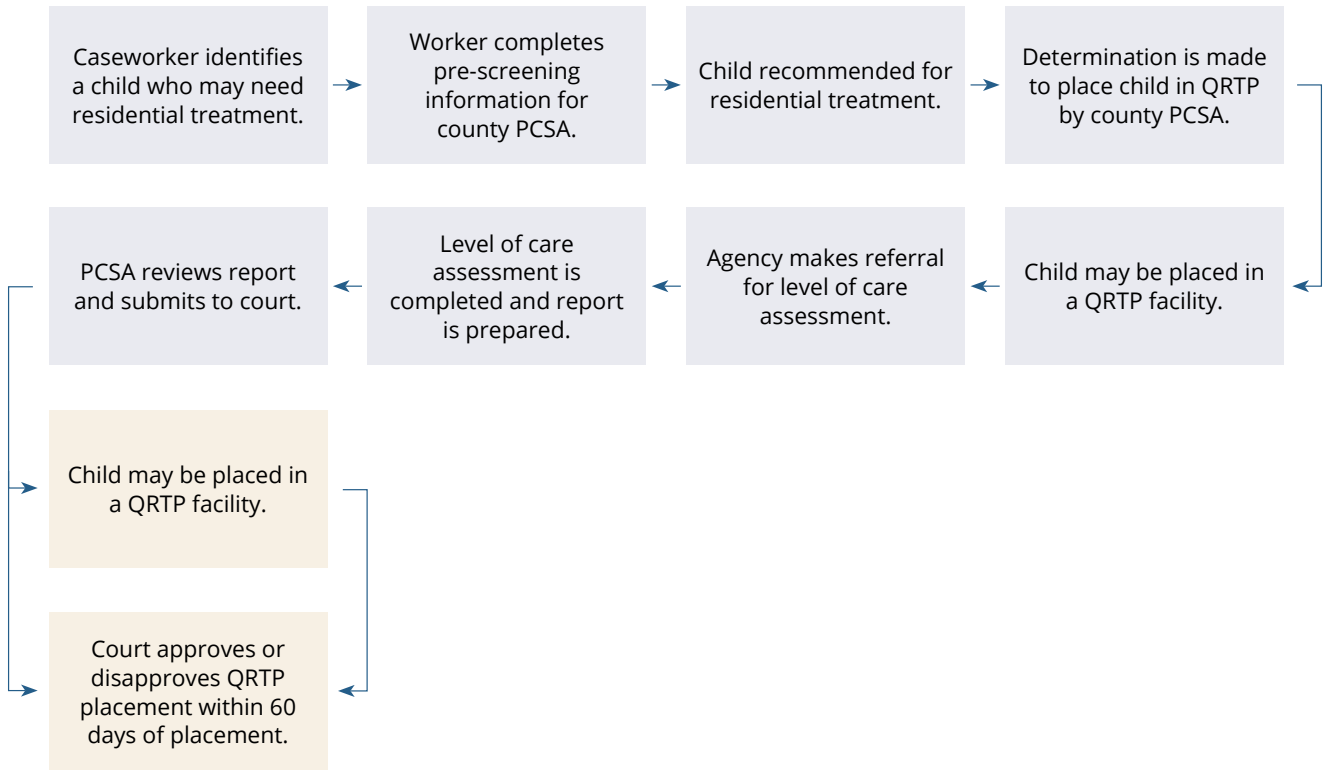 Caseworker identifies
a child who may need
residential treatment.
Worker completes
pre-screening
information for
county PCSA.
Child recommended for
residential treatment.
Determination is made
to place child in QRTP
by county PCSA.
Child may be placed in
a QRTP facility.
Agency makes referral
for level of care
assessment.
Level of care
assessment is
completed and report
is prepared.
PCSA reviews report
and submits to court.
Child may be placed in
a QRTP facility.
Court approves or
disapproves QRTP
placement within 60
days of placement.